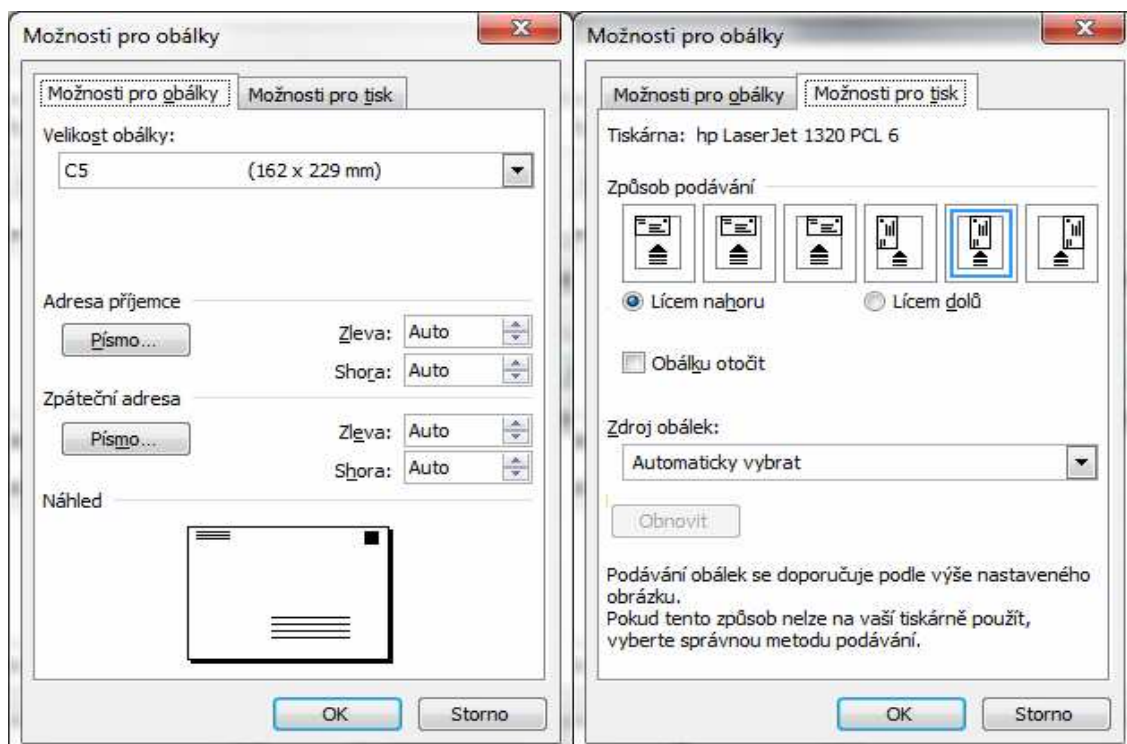 Možnosti pro obálky
Možnosti pro obálky Možnosti pro tisk
Velikost obálky:
C5 (162 x 229 mm)
Adresa příjemce
Písmo... Zleva: Auto
Shora: Auto
Zpáteční adresa
Písmo... Zleva: Auto
Shora: Auto
Náhled
OK Storno
Možnosti pro obálky
Možnosti pro obálky Možnosti pro tisk
Tiskárna: hp LaserJet 1320 PCL 6
Způsob podávání
Lícem nahoru Lícem dolů
Obálku otočit
Zdroj obálek:
Automaticky vybrat
Obnovit
Podávání obálek se doporučuje podle výše nastaveného
obrázku.
Pokud tento způsob nelze na vaší tiskárně použít,
vyberte správnou metodu podávání.
OK Storno